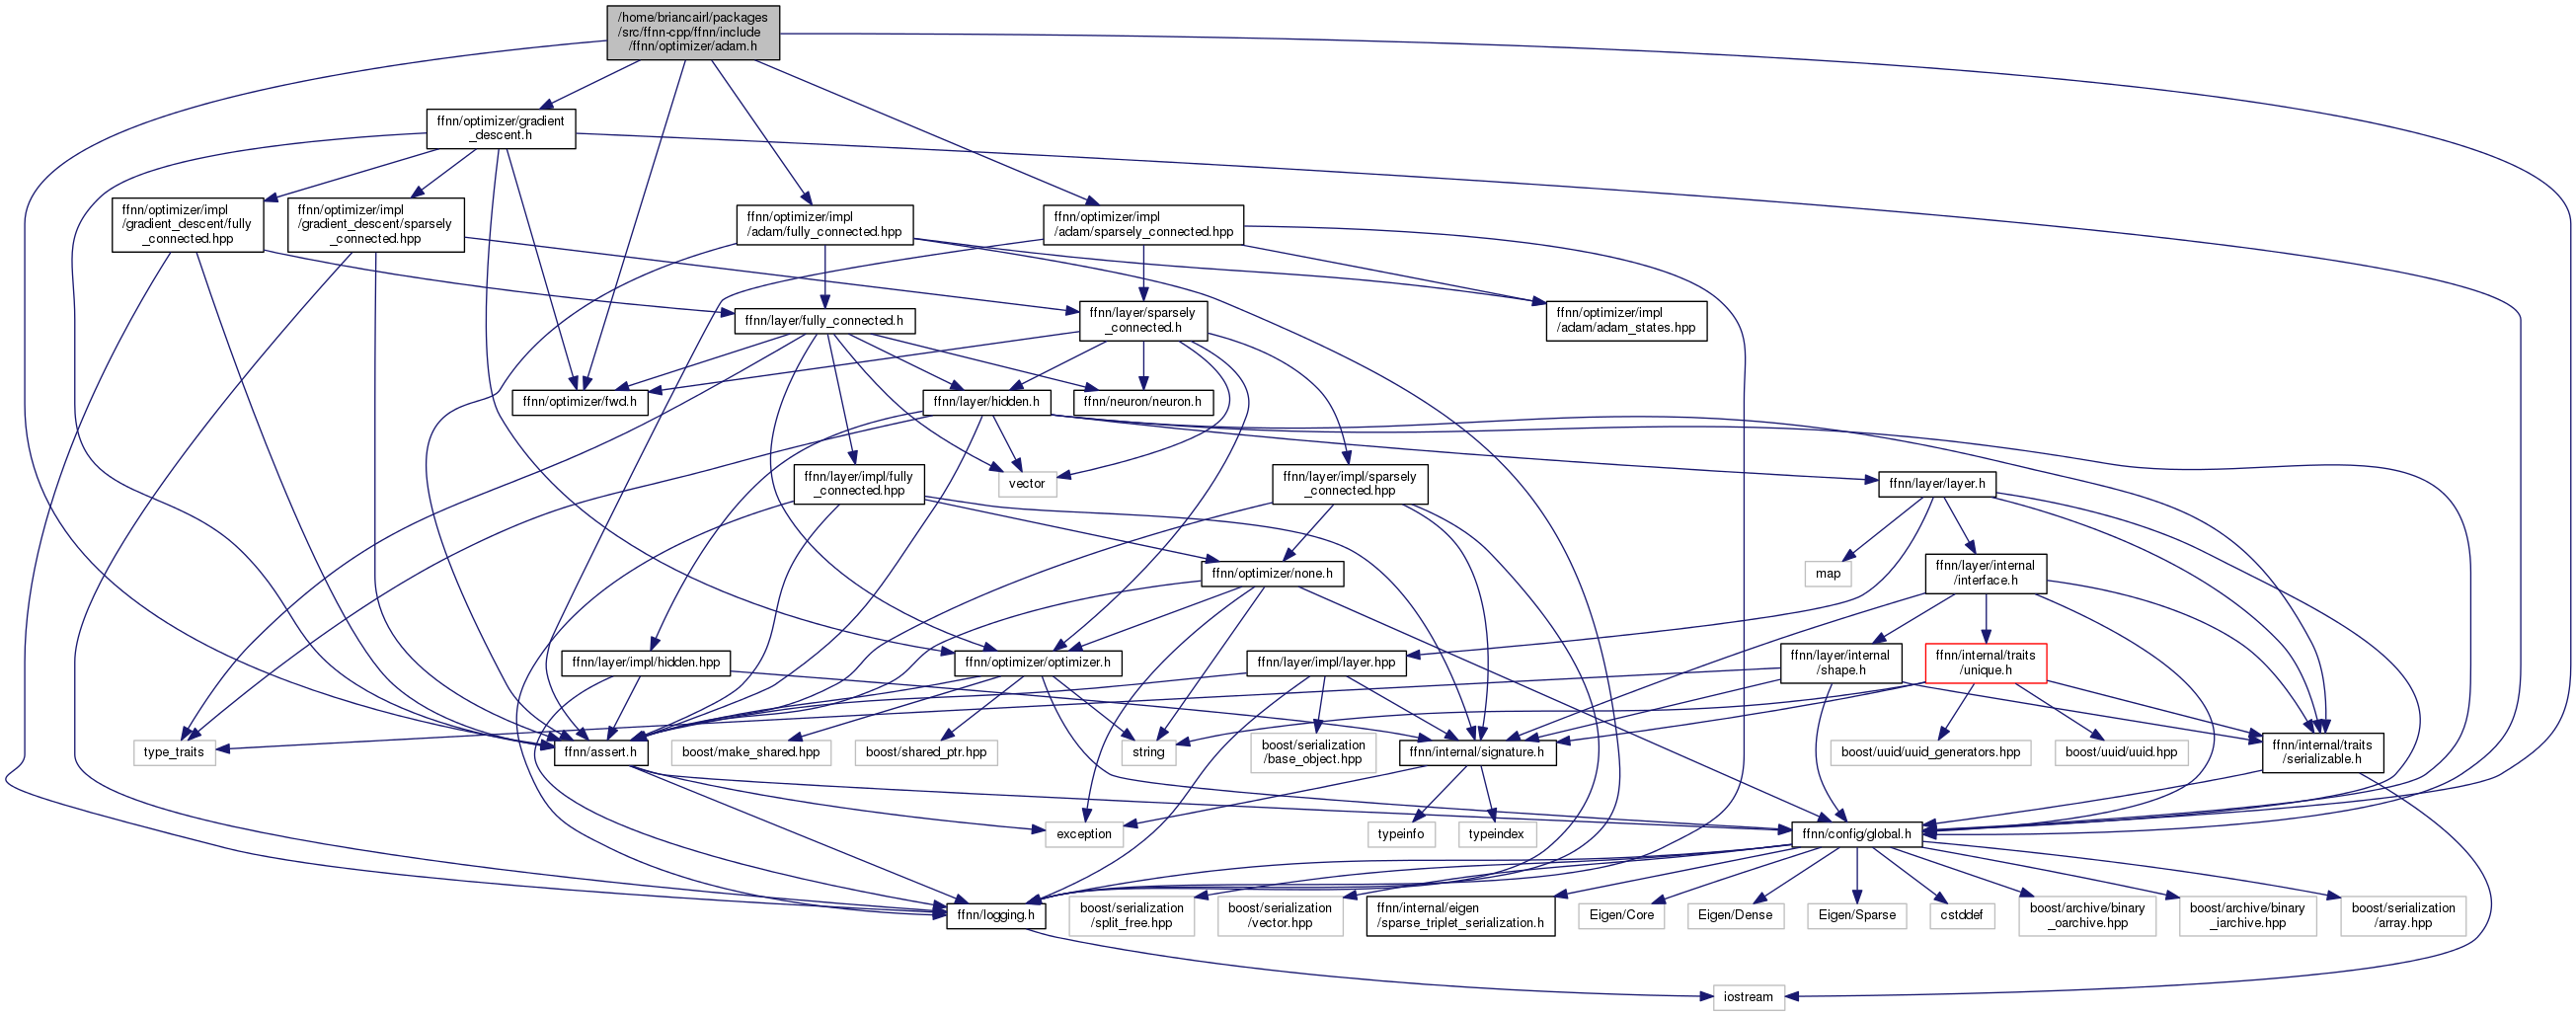 /home/briancairl/packages
/src/ffnn-cpp/ffnn/include
/ffnn/optimizer/adam.h
ffnn/optimizer/gradient
_descent.h
ffnn/optimizer/impl
/gradient_descent/fully
_connected.hpp
ffnn/optimizer/impl
/gradient_descent/sparsely
_connected.hpp
ffnn/optimizer/impl
/adam/fully_connected.hpp
ffnn/optimizer/impl
/adam/sparsely_connected.hpp
ffnn/layer/fully_connected.h
ffnn/layer/sparsely
_connected.h
ffnn/optimizer/impl
/adam/adam_states.hpp
ffnn/optimizer/fwd.h
ffnn/layer/hidden.h
ffnn/neuron/neuron.h
ffnn/layer/impl/fully
_connected.hpp
vector
ffnn/layer/impl/sparsely
_connected.hpp
ffnn/layer/layer.h
ffnn/optimizer/none.h
map
ffnn/layer/internal
/interface.h
ffnn/layer/impl/hidden.hpp
ffnn/optimizer/optimizer.h
ffnn/layer/impl/layer.hpp
ffnn/layer/internal
/shape.h
ffnn/internal/traits
/unique.h
type_traits
ffnn/assert.h
boost/make_shared.hpp
boost/shared_ptr.hpp
string
boost/serialization
/base_object.hpp
ffnn/internal/signature.h
boost/uuid/uuid_generators.hpp
boost/uuid/uuid.hpp
ffnn/internal/traits
/serializable.h
exception
typeinfo
typeindex
ffnn/config/global.h
ffnn/logging.h
boost/serialization
/split_free.hpp
boost/serialization
/vector.hpp
ffnn/internal/eigen
/sparse_triplet_serialization.h
Eigen/Core
Eigen/Dense
Eigen/Sparse
cstddef
boost/archive/binary
_oarchive.hpp
boost/archive/binary
_iarchive.hpp
boost/serialization
/array.hpp
iostream